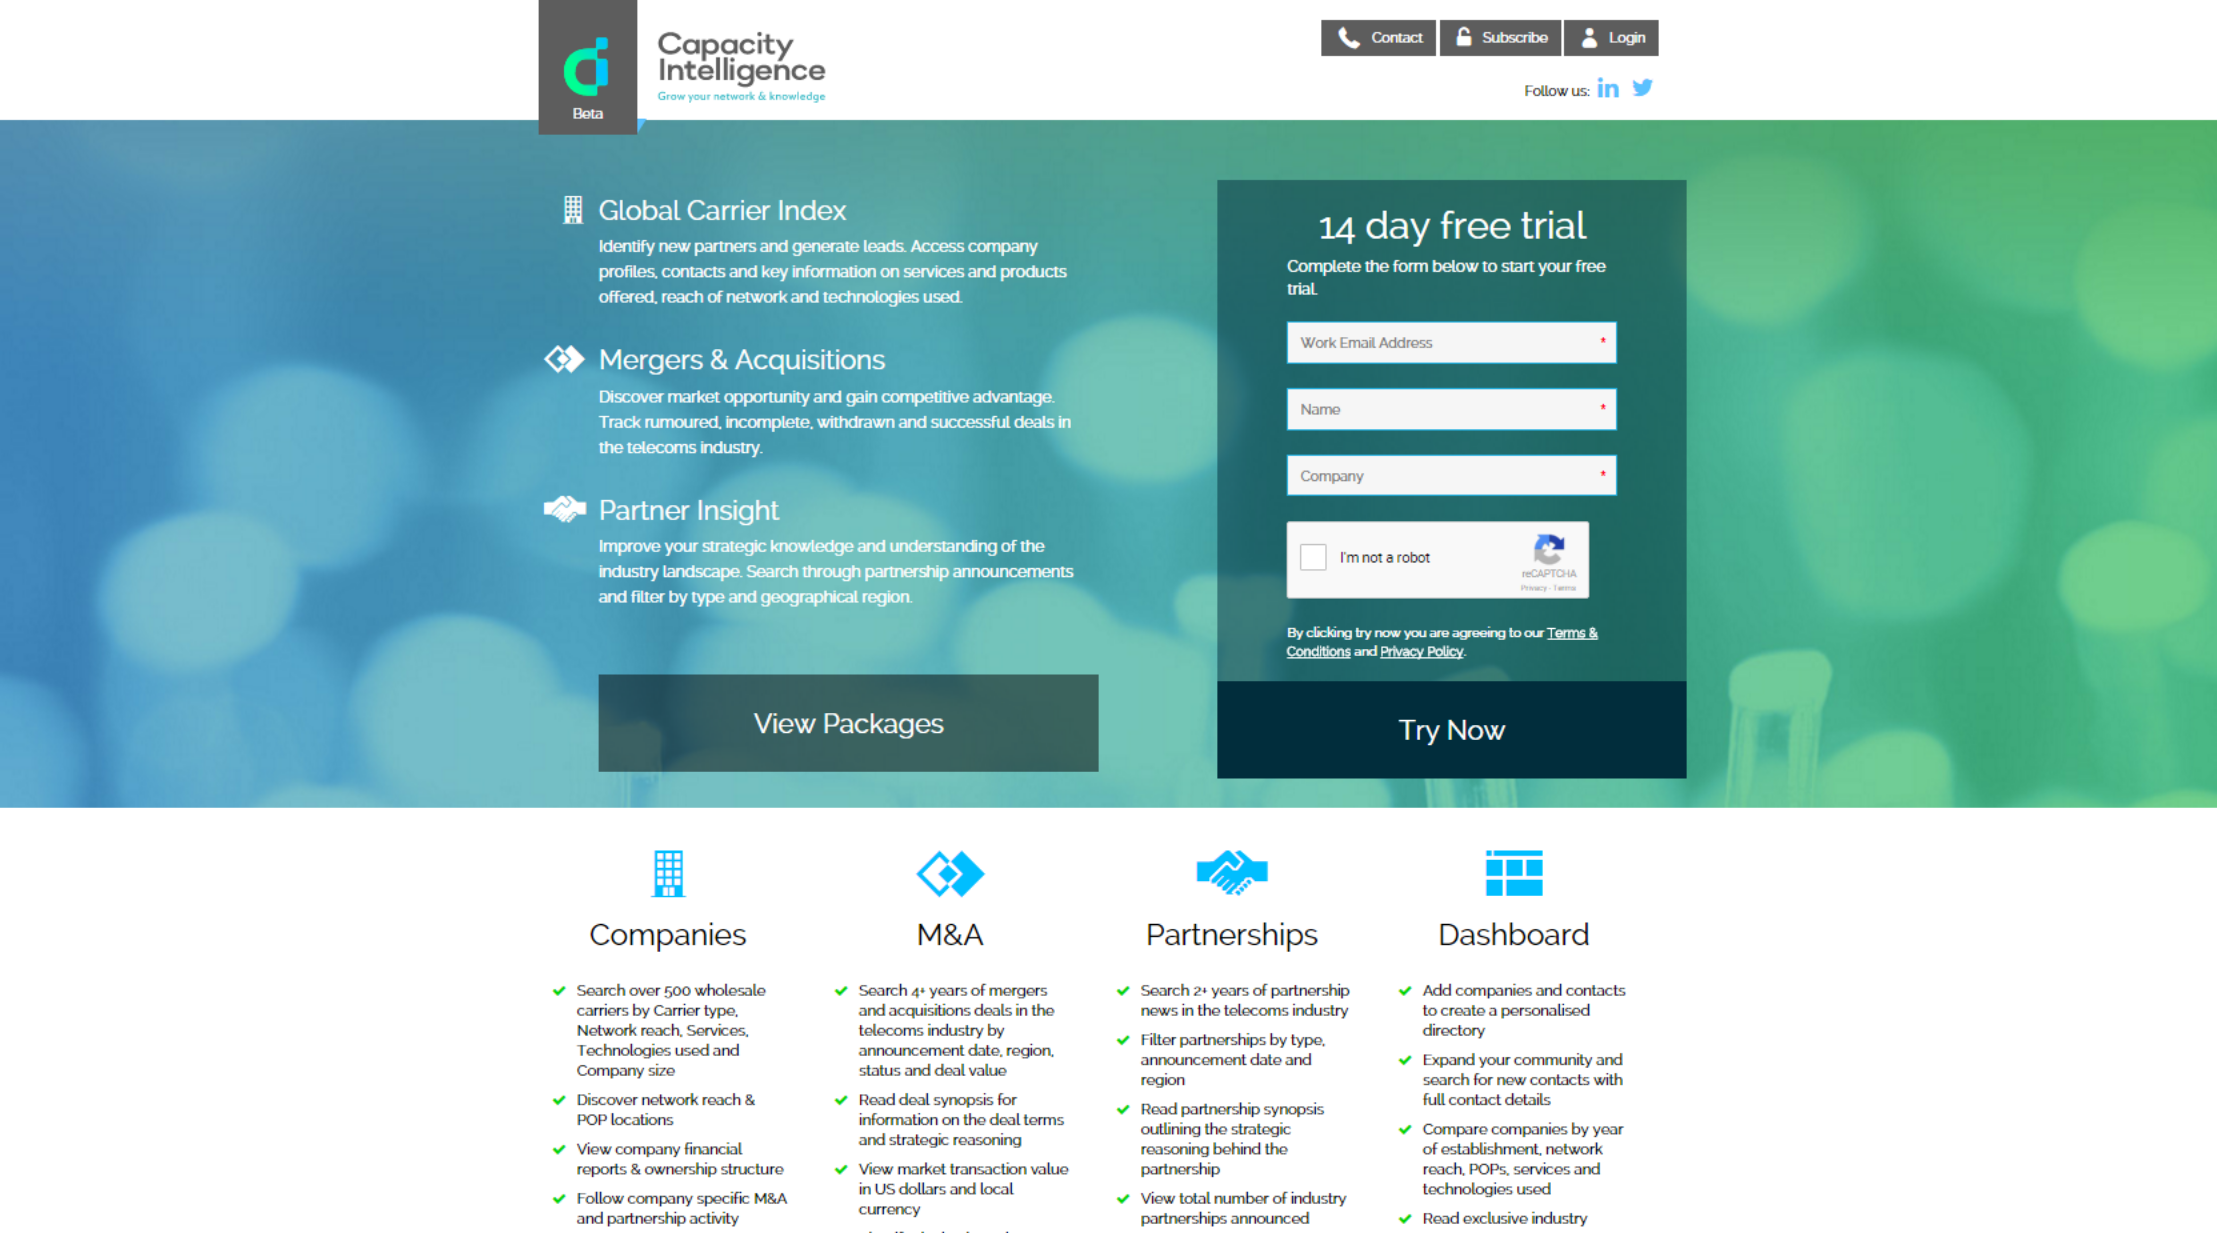 Beta
Capacity
Intelligence
Grow your network & knowledge
Contact
Subscribe
Login
Follow us:
Global Carrier Index
Identify new partners and generate leads. Access company
profiles, contacts and key information on services and products
offered, reach of network and technologies used.
Mergers & Acquisitions
Discover market opportunity and gain competitive advantage.
Track rumoured, incomplete, withdrawn and successful deals in
the telecoms industry.
Partner Insight
Improve your strategic knowledge and understanding of the
industry landscape. Search through partnership announcements
and filter by type and geographical region.
View Packages
14 day free trial
Complete the form below to start your free
trial.
Work Email Address *
Name *
Company *
I'm not a robot
reCAPTCHA
Privacy - Terms
By clicking try now you are agreeing to our Terms &
Conditions and Privacy Policy.
Try Now
Companies
Search over 500 wholesale
carriers by Carrier type,
Network reach, Services,
Technologies used and
Company size
Discover network reach &
POP locations
View company financial
reports & ownership structure
Follow company specific M&A
and partnership activity
M&A
Search 4+ years of mergers
and acquisitions deals in the
telecoms industry by
announcement date, region,
status and deal value
Read deal synopsis for
information on the deal terms
and strategic reasoning
View market transaction value
in US dollars and local
currency
Partnerships
Search 2+ years of partnership
news in the telecoms industry
Filter partnerships by type,
announcement date and
region
Read partnership synopsis
outlining the strategic
reasoning behind the
partnership
View total number of industry
partnerships announced
Dashboard
Add companies and contacts
to create a personalised
directory
Expand your community and
search for new contacts with
full contact details
Compare companies by year
of establishment, network
reach, POPs, services and
technologies used
Read exclusive industry